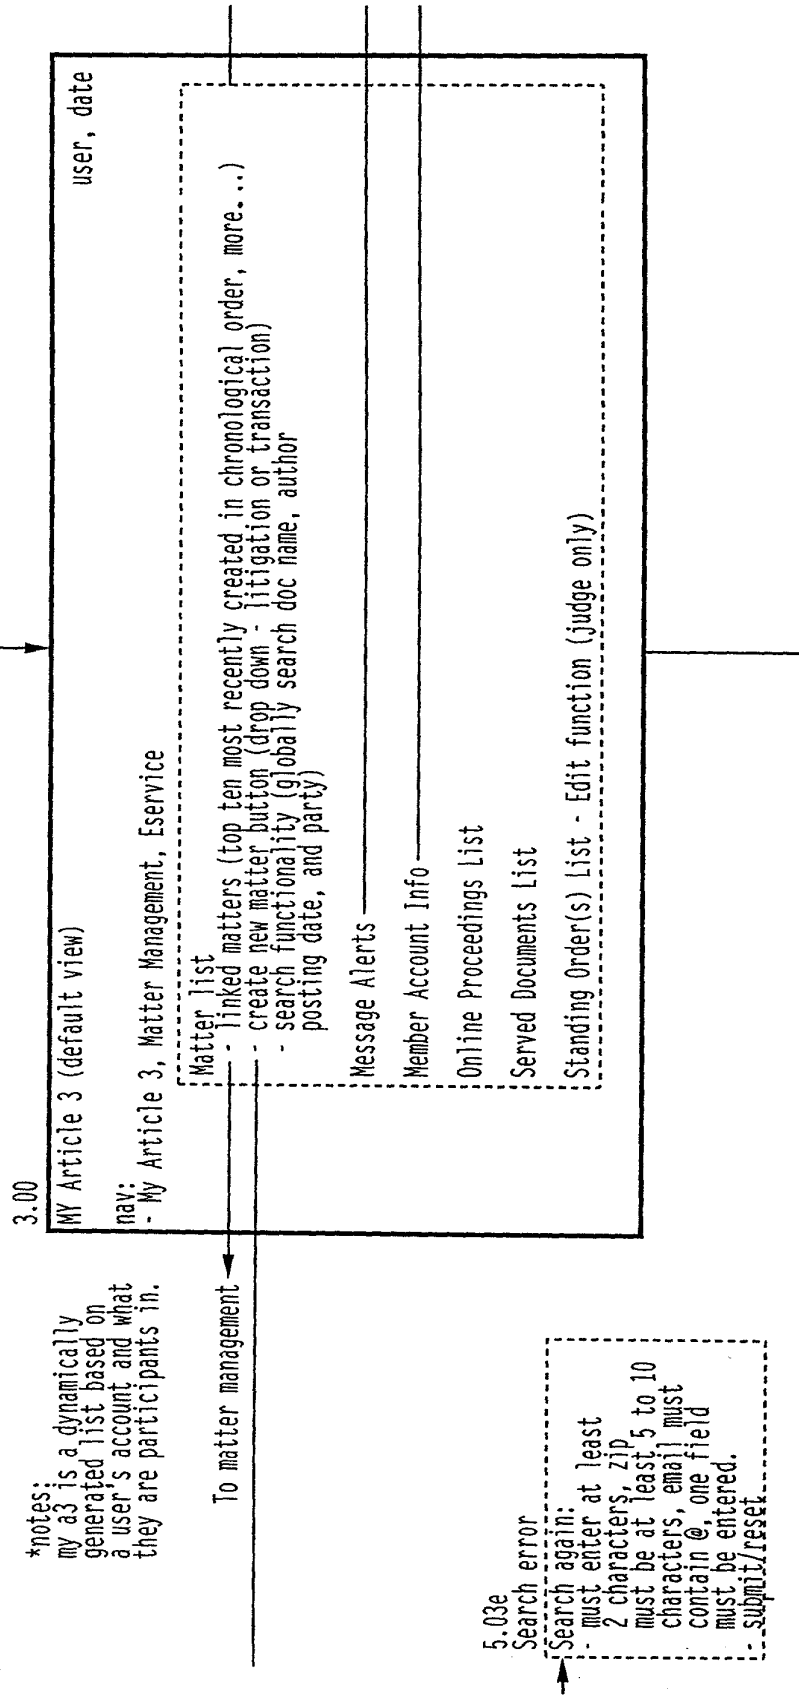 *notes:
my a3 is a dynamically
generated list based on
a user's account and what
they are participants in.
3.00
MY Article 3 (default view)
user, date
nav:
- My Article 3, Matter Management, Eservice
Matter list
- linked matters (top ten most recently created in chronological order, more...)
- create new matter button (drop down - litigation or transaction)
- search functionality (globally search doc name, author
posting date, and party)
Message Alerts
Member Account Info
Online Proceedings List
Served Documents List
Standing Order(s) List - Edit function (judge only)
To matter management
5.03e
Search error
Search again:
- must enter at least
2 characters, zip
must be at least 5 to 10
characters, email must
contain @, one field
must be entered.
- submit/reset